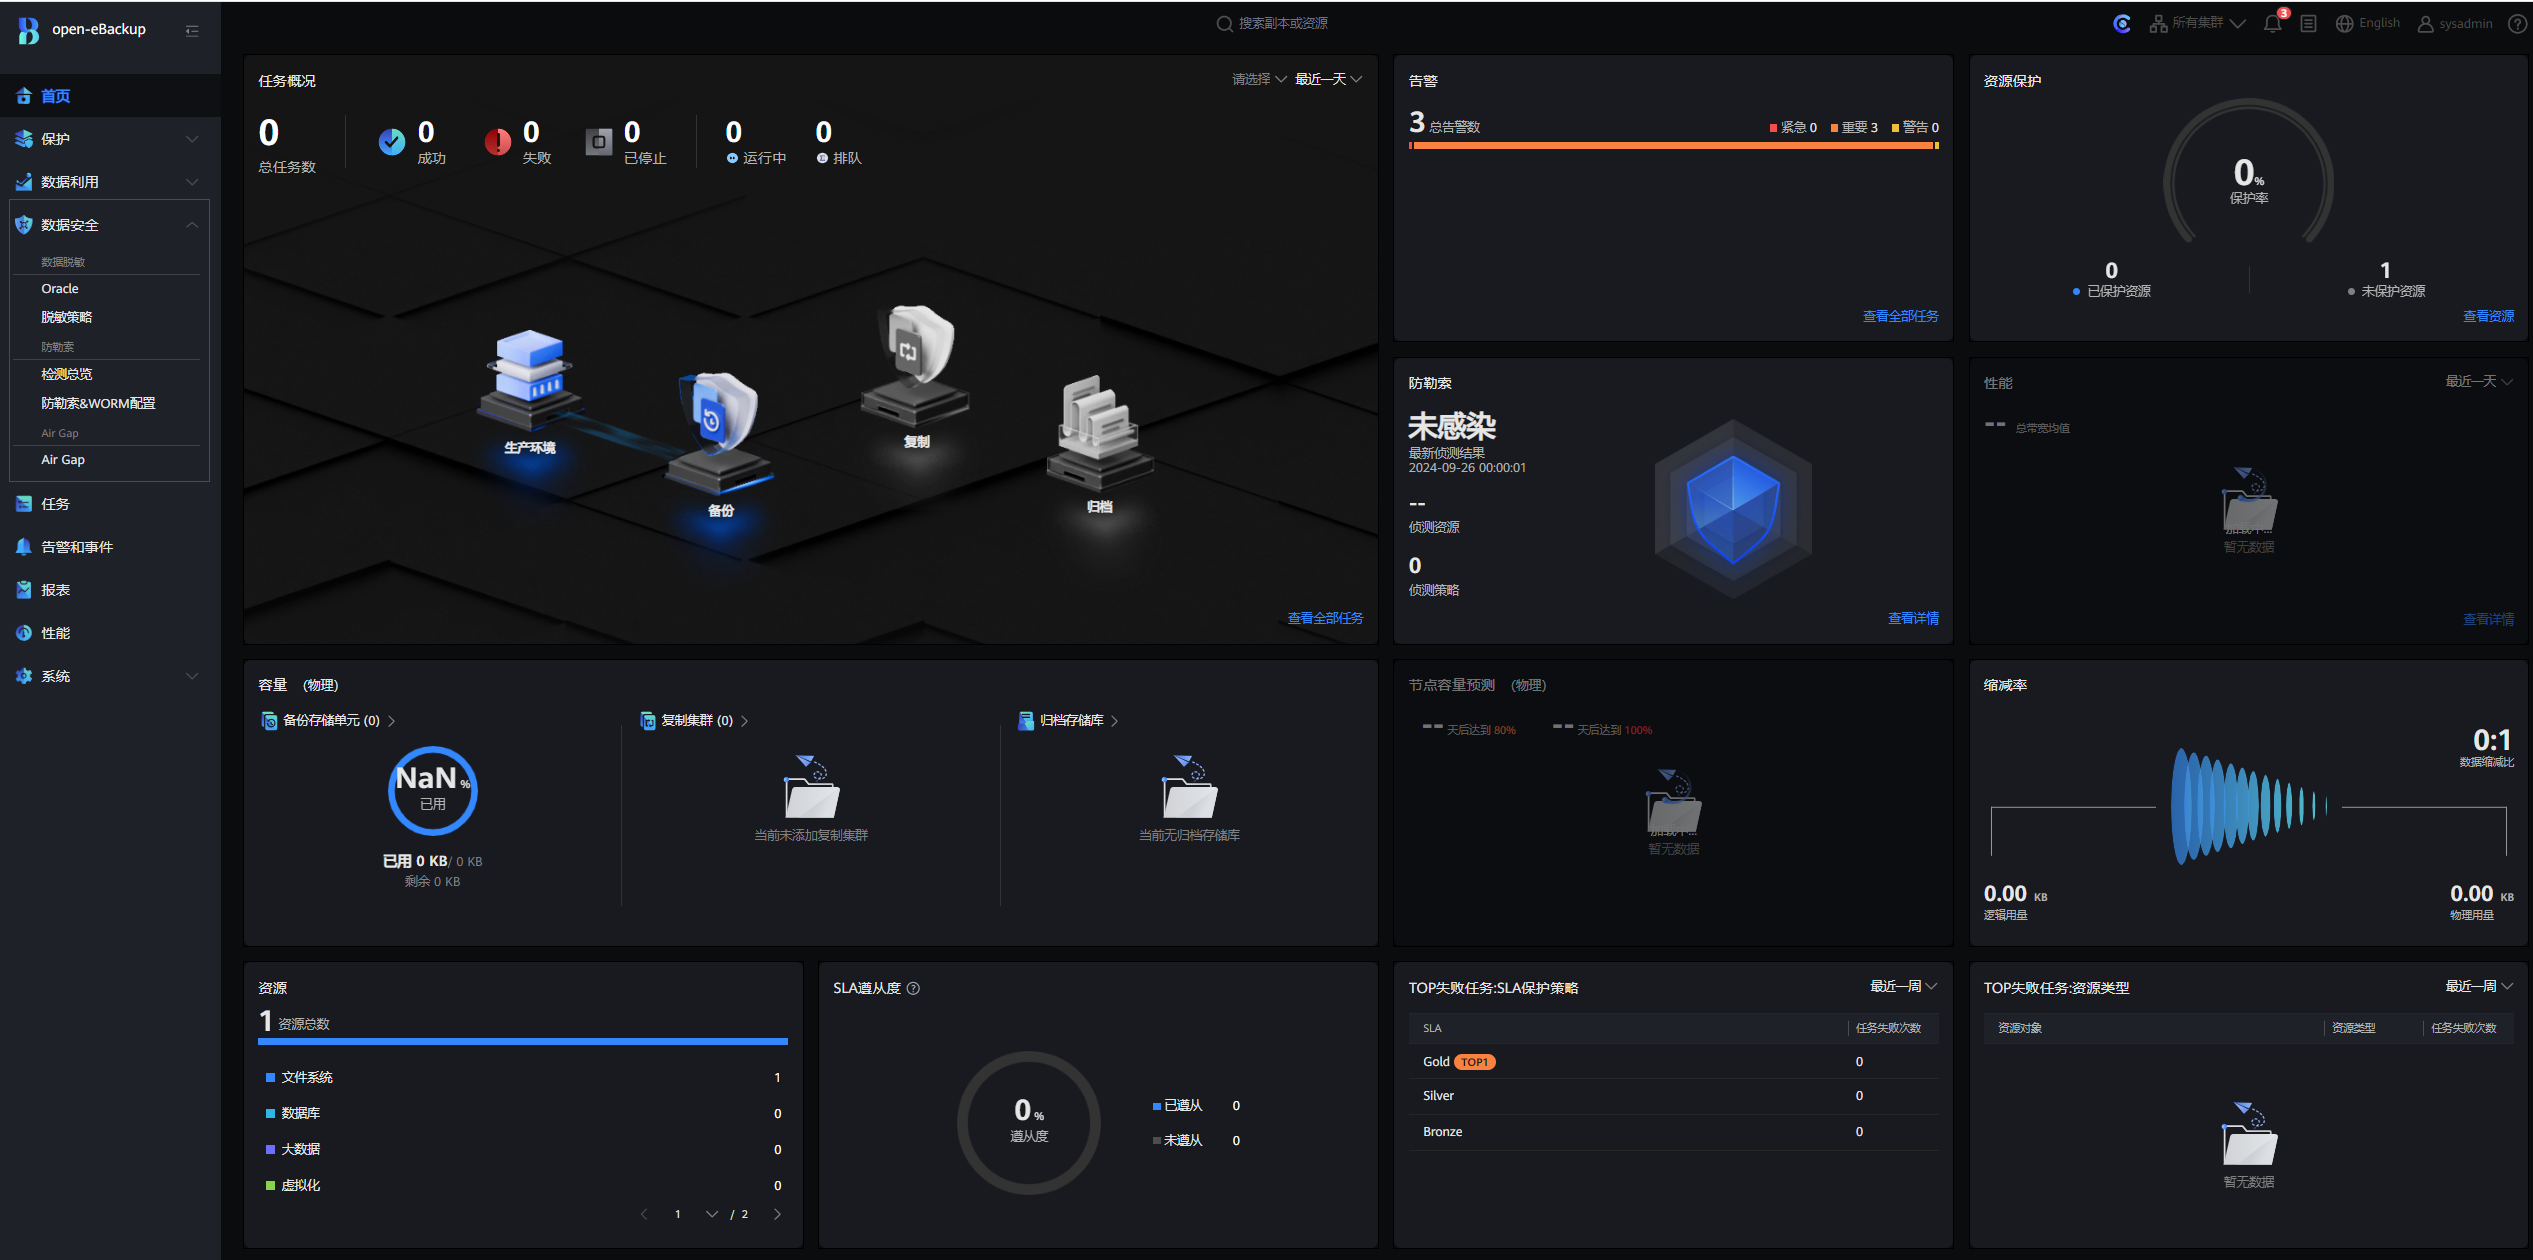 open-eBackup
搜索副本或资源
所有集群
3
English
sysadmin
首页
保护
数据利用
数据安全
数据脱敏
Oracle
脱敏策略
防勒索
检测总览
防勒索&WORM配置
Air Gap
Air Gap
任务
告警和事件
报表
性能
系统
任务概况
请选择
最近一天
0
总任务数
0
成功
0
失败
0
已停止
0
运行中
0
排队
生产环境
备份
复制
归档
查看全部任务
告警
3 总告警数
紧急 0
重要 3
警告 0
查看全部任务
资源保护
0%
保护率
0
已保护资源
1
未保护资源
查看资源
防勒索
未感染
最新侦测结果
2024-09-26 00:00:01
--
侦测资源
0
侦测策略
查看详情
性能
最近一天
-- 总带宽均值
加载中...
暂无数据
查看详情
容量 (物理)
备份存储单元 (0)
NaN%
已用
已用 0 KB/ 0 KB
剩余 0 KB
复制集群 (0)
当前未添加复制集群
归档存储库
当前无归档存储库
节点容量预测 (物理)
-- 天后达到 80%
-- 天后达到 100%
加载中...
暂无数据
缩减率
0:1
数据缩减比
0.00 KB
逻辑用量
0.00 KB
物理用量
资源
1 资源总数
文件系统 1
数据库 0
大数据 0
虚拟化 0
1 / 2
SLA遵从度
0%
遵从度
已遵从 0
未遵从 0
TOP失败任务:SLA保护策略
最近一周
SLA 任务失败次数
Gold TOP1 0
Silver 0
Bronze 0
TOP失败任务:资源类型
最近一周
资源对象 资源类型 任务失败次数
暂无数据